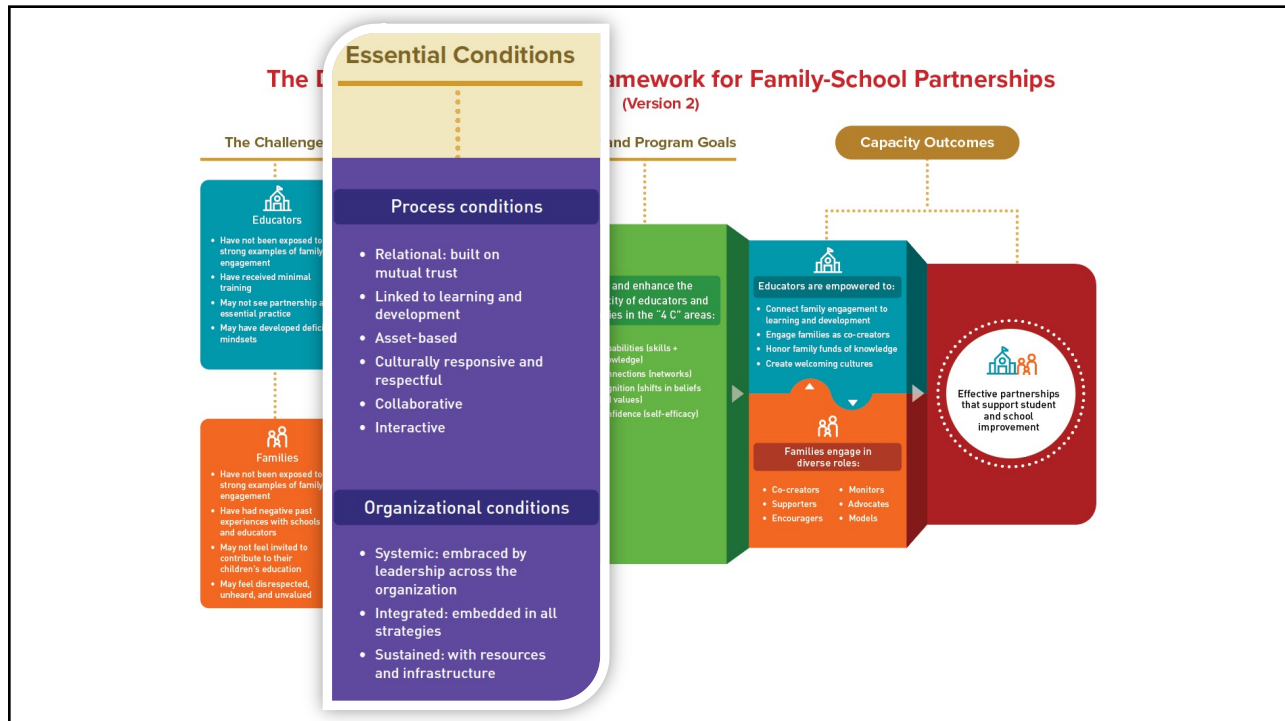 Essential Conditions
The D
amework for Family-School Partnerships
(Version 2)
The Challenge
and Program Goals
Capacity Outcomes
Educators
• Have not been exposed to
strong examples of family
engagement
• Have received minimal
training
• May not see partnership a
essential practice
• May have developed defici
mindsets
Families
• Have not been exposed to
strong examples of family
engagement
• Have had negative past
experiences with schools
and educators
• May not feel invited to
contribute to their
children's education
• May feel disrespected,
unheard, and unvalued
Process conditions
• Relational: built on
mutual trust
• Linked to learning and
development
• Asset-based
• Culturally responsive and
respectful
• Collaborative
• Interactive
Organizational conditions
• Systemic: embraced by
leadership across the
organization
• Integrated: embedded in all
strategies
• Sustained: with resources
and infrastructure
and enhance the
city of educators and
ies in the "4 C" areas:
abilities (skills +
owledge)
nnections (networks)
gnition (shifts in beliefs
d values)
nfidence (self-efficacy)
Educators are empowered to:
• Connect family engagement to
learning and development
• Engage families as co-creators
• Honor family funds of knowledge
• Create welcoming cultures
Families engage in
diverse roles:
• Co-creators
• Supporters
• Encouragers
• Monitors
• Advocates
• Models
Effective partnerships
that support student
and school
improvement